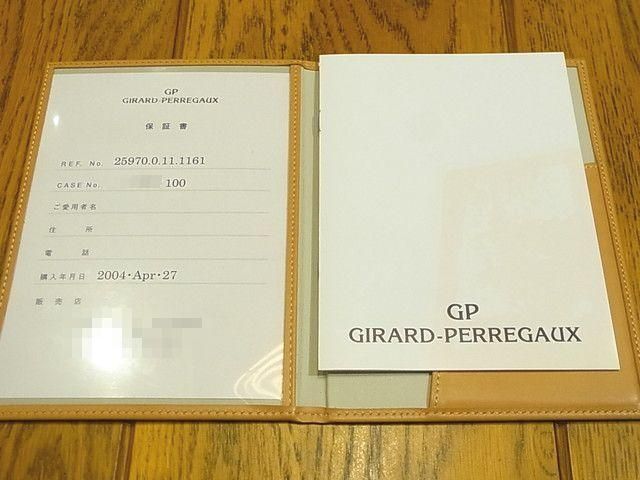 GP
GIRARD-PERREGAUX
保証書
REF. No. 25970.0.11.1161
CASE No. 100
ご愛用者名
住 所
電 話
購入年月日 2004・Apr・27
販売店
GP
GIRARD-PERREGAUX